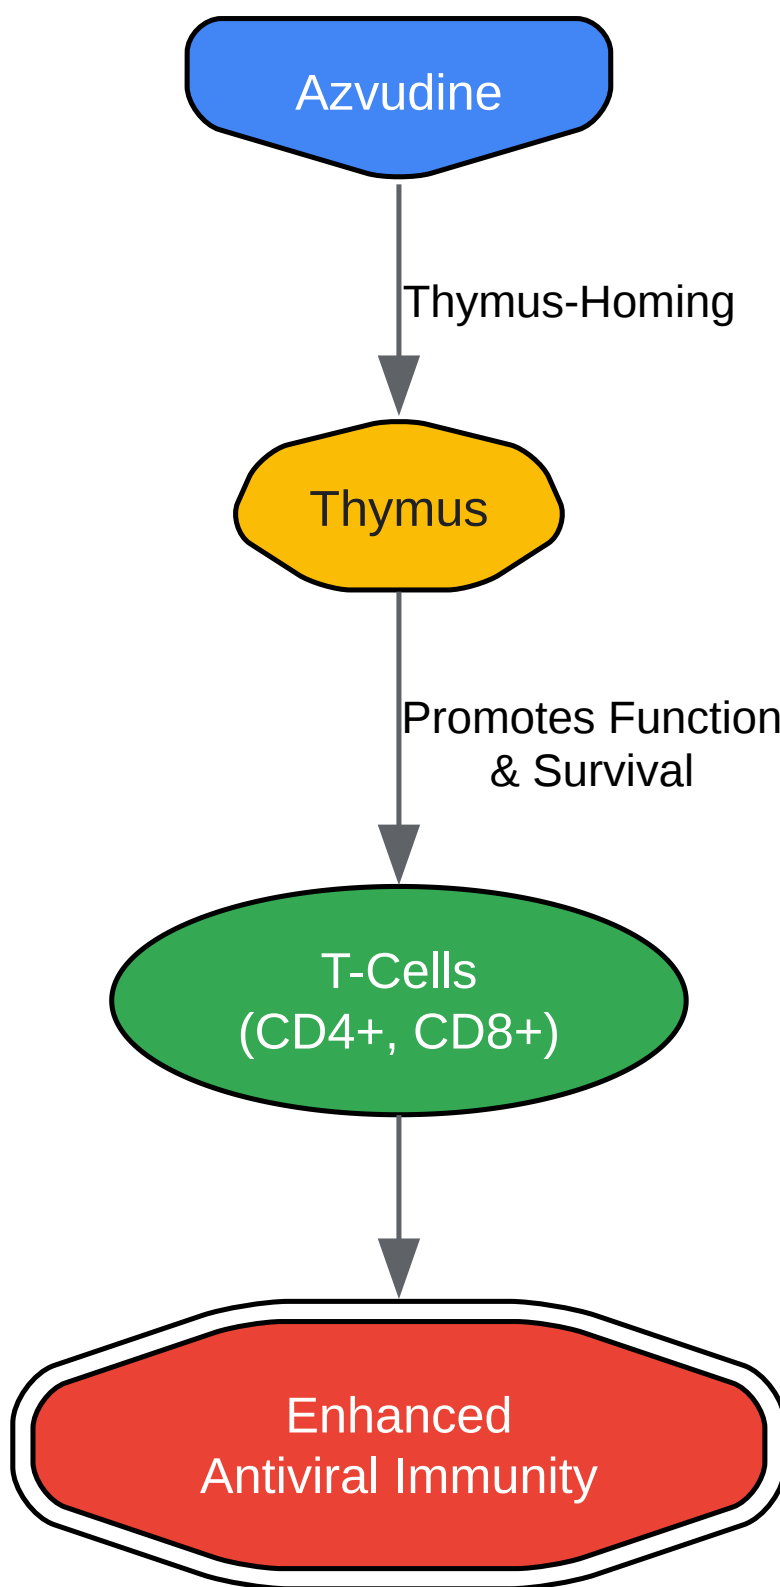 Azvudine
Thymus-Homing
Thymus
Promotes Function
& Survival
T-Cells
(CD4+, CD8+)
Enhanced
Antiviral Immunity